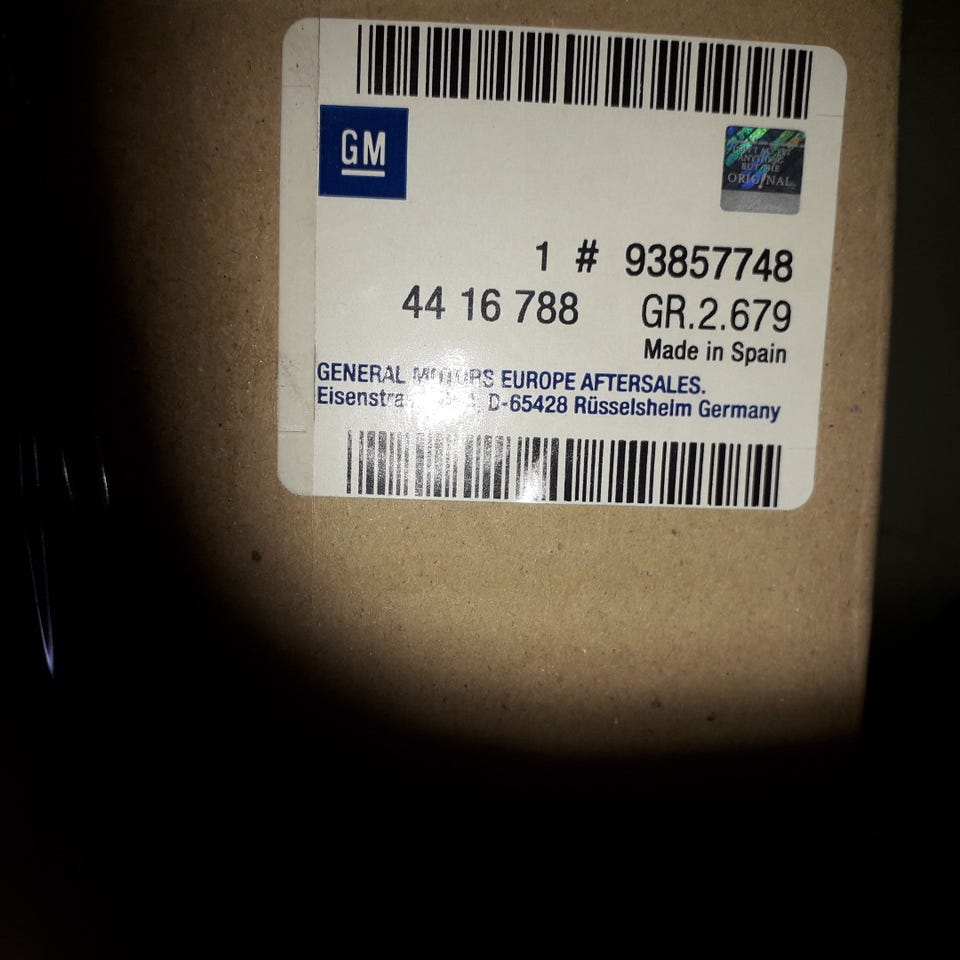 GM
ORIGINAL
1 # 93857748
44 16 788 GR.2.679
Made in Spain
GENERAL MOTORS EUROPE AFTERSALES.
D-65428 Rüsselsheim Germany